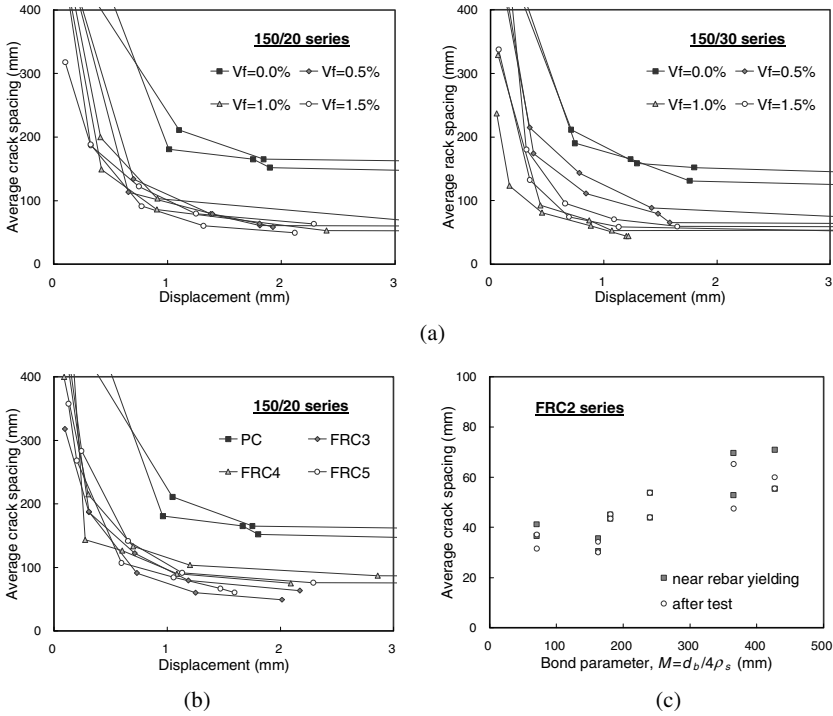 150/20 series
Vf=0.0% Vf=0.5%
Vf=1.0% Vf=1.5%
400
300
200
100
0
Average crack spacing (mm)
0 1 2 3
Displacement (mm)
150/30 series
Vf=0.0% Vf=0.5%
Vf=1.0% Vf=1.5%
400
300
200
100
0
Average rack spacing (mm)
0 1 2 3
Displacement (mm)
(a)
150/20 series
PC FRC3
FRC4 FRC5
400
300
200
100
0
Average crack spacing (mm)
0 1 2 3
Displacement (mm)
(b)
FRC2 series
100
80
60
40
20
0
Average crack spacing (mm)
near rebar yielding
after test
0 100 200 300 400 500
Bond parameter, M=d_b/4ρ_s (mm)
(c)